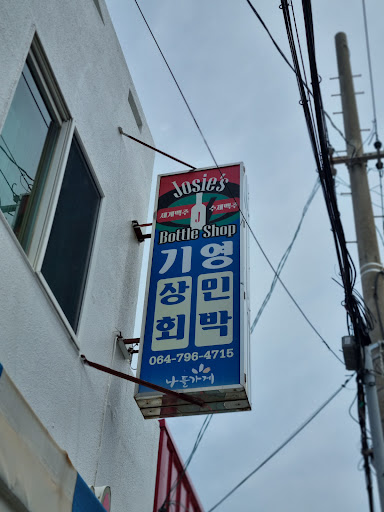 Josie's
세계맥주 수제맥주
Bottle Shop
기영
상민
회박
064-796-4715
나들가게